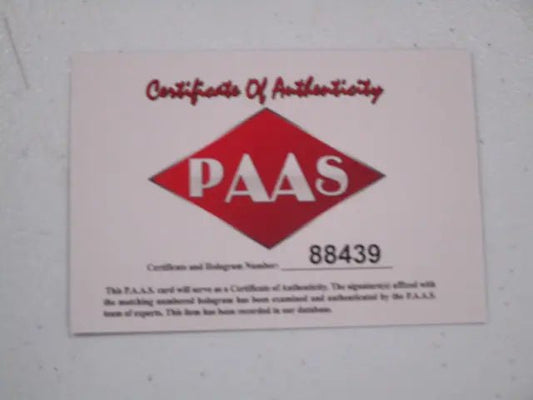 Certificate Of Authenticity
PAAS
Certificate and Hologram Number: 88439
This P.A.A.S. card will serve as a Certificate of Authenticity. The signature(s) affixed with
the matching numbered hologram has been examined and authenticated by the P.A.A.S.
team of experts. This item has been recorded in our database.